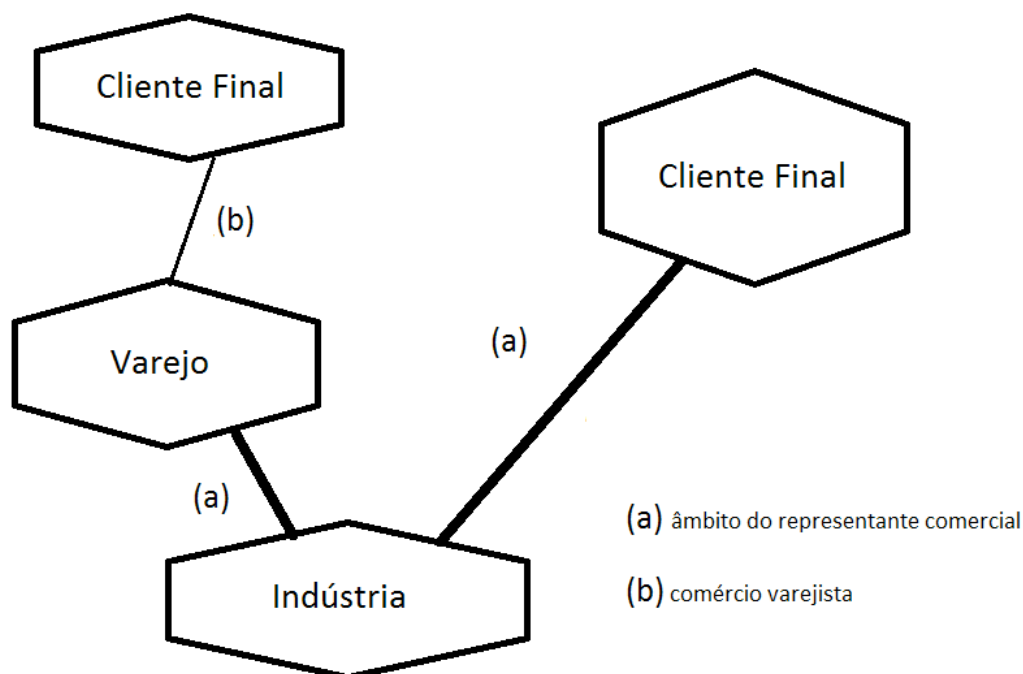 Cliente Final
Cliente Final
(b)
Varejo
(a)
(a)
Indústria
(a) âmbito do representante comercial
(b) comércio varejista